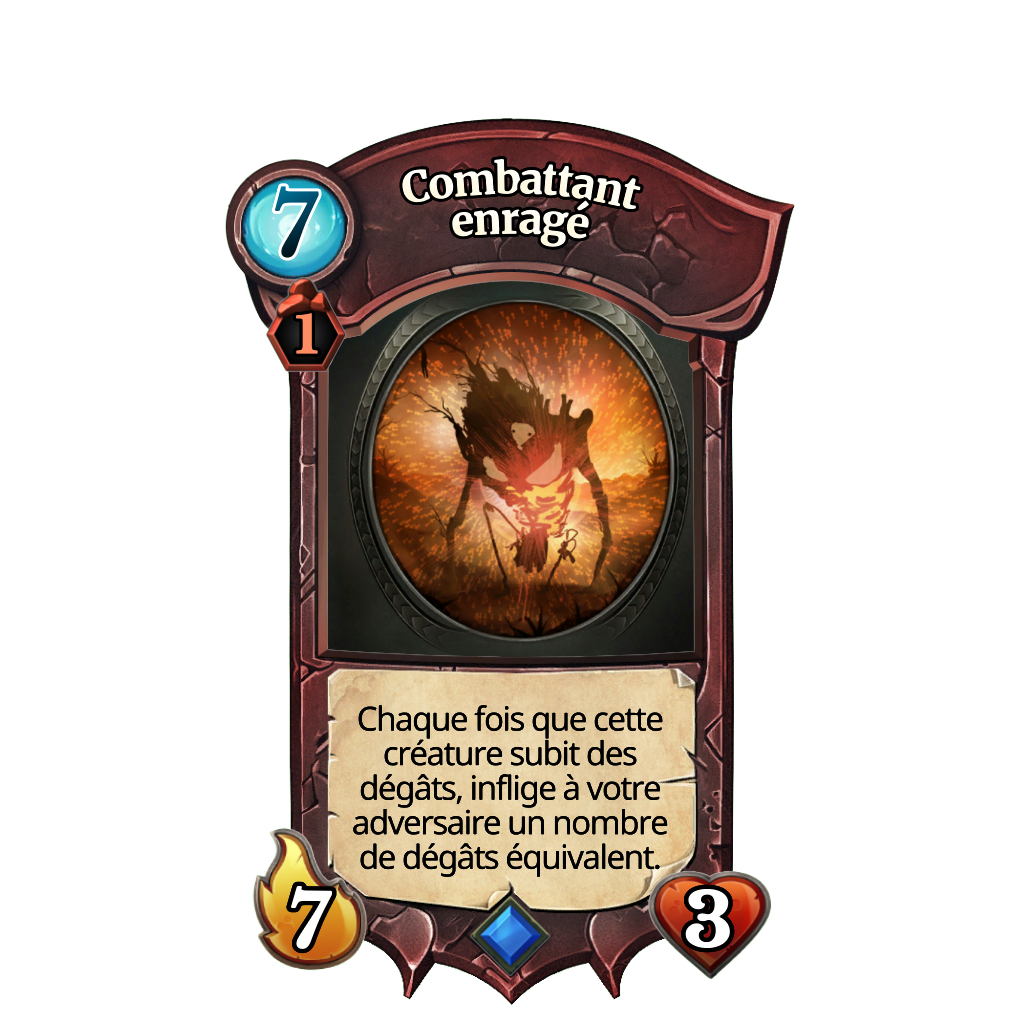 7
Combattant
enragé
1
Chaque fois que cette
créature subit des
dégâts, inflige à votre
adversaire un nombre
de dégâts équivalent.
7
3